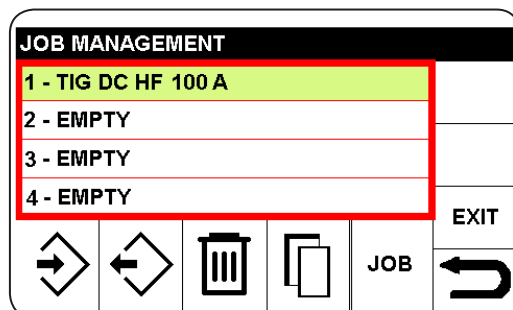 JOB MANAGEMENT
1 - TIG DC HF 100 A
2 - EMPTY
3 - EMPTY
4 - EMPTY
EXIT
JOB